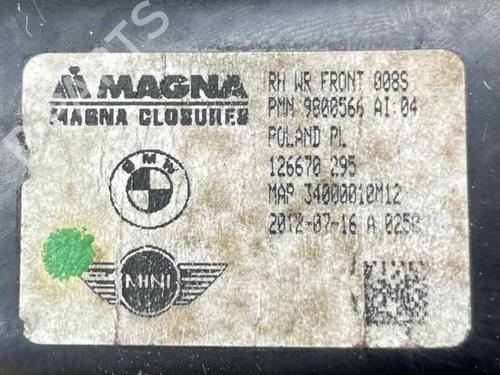 MAGNA
MAGNA CLOSURES
BMW
MINI
RH WR FRONT 008S
PMN 9800566 AI:04
POLAND PL
126670 295
MAP 34000010M12
2012-07-16 A 0258
PARTS